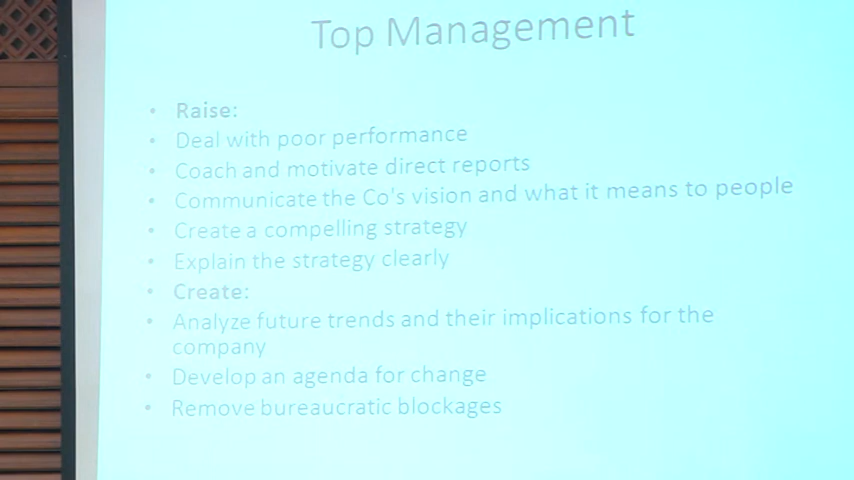 Top Management
• Raise:
• Deal with poor performance
• Coach and motivate direct reports
• Communicate the Co's vision and what it means to people
• Create a compelling strategy
• Explain the strategy clearly
• Create:
• Analyze future trends and their implications for the
company
• Develop an agenda for change
• Remove bureaucratic blockages